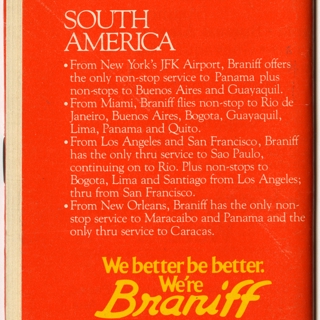 SOUTH
AMERICA
•From New York's JFK Airport, Braniff offers
the only non-stop service to Panama plus
non-stops to Buenos Aires and Guayaquil.
•From Miami, Braniff flies non-stop to Rio de
Janeiro, Buenos Aires, Bogota, Guayaquil,
Lima, Panama and Quito.
•From Los Angeles and San Francisco, Braniff
has the only thru service to Sao Paulo,
continuing on to Rio. Plus non-stops to
Bogota, Lima and Santiago from Los Angeles;
thru from San Francisco.
•From New Orleans, Braniff has the only non-
stop service to Maracaibo and Panama and the
only thru service to Caracas.
We better be better.
We're
Braniff